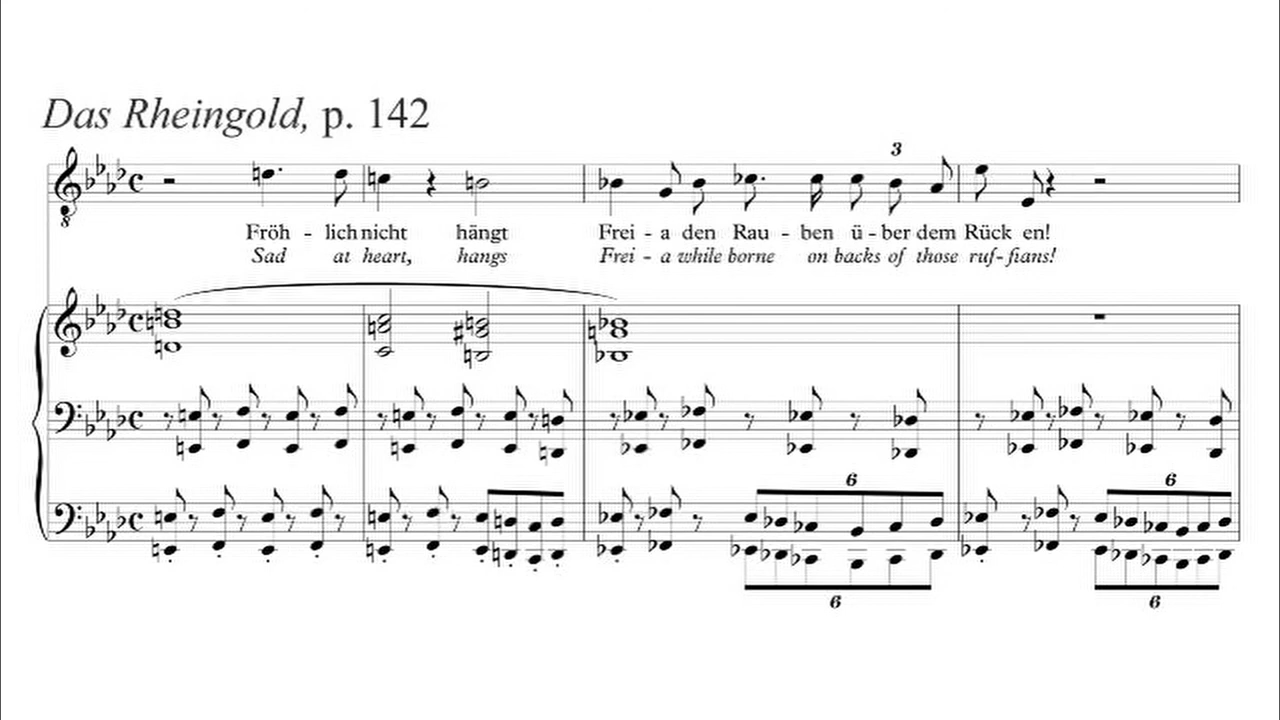 Das Rheingold, p. 142
3
8
Fröh - lich nicht hängt Frei - a den Rau - ben ü - ber dem Rück en!
Sad at heart, hangs Frei - a while borne on backs of those ruf - fians!
6 6
6 6